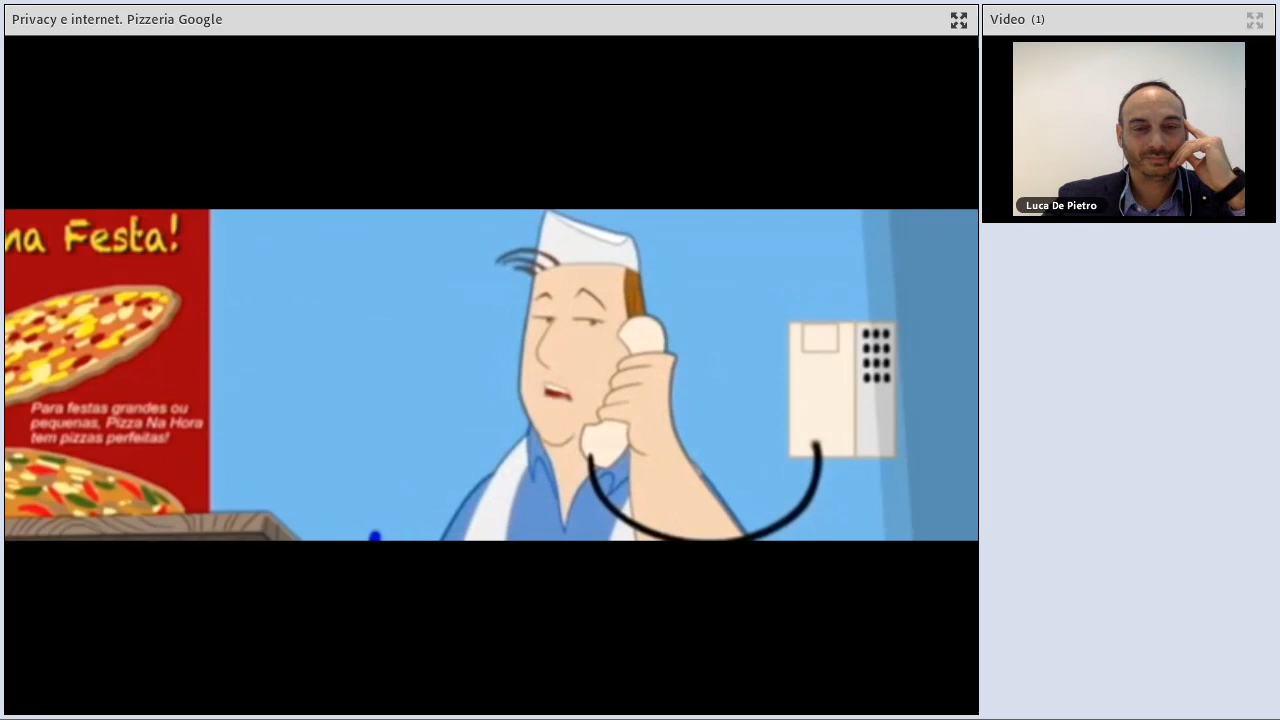 Privacy e internet. Pizzeria Google
Video (1)
Luca De Pietro
na Festa!
Para festas grandes ou
pequenas, Pizza Na Hora
tem pizzas perfeitas!